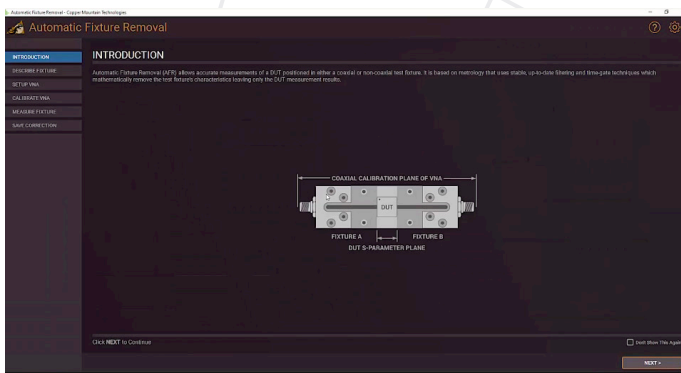 Automatic Fixture Removal - Copper Mountain Technologies
Automatic Fixture Removal
INTRODUCTION
DESCRIBE FIXTURE
SETUP VNA
CALIBRATE VNA
MEASURE FIXTURE
SAVE CORRECTION
INTRODUCTION
Automatic Fixture Removal (AFR) allows accurate measurements of a DUT positioned in either a coaxial or non-coaxial test fixture. It is based on metrology that uses stable, up-to-date filtering and time-gate techniques which
mathematically remove the test fixture's characteristics leaving only the DUT measurement results.
COAXIAL CALIBRATION PLANE OF VNA
DUT
FIXTURE A
FIXTURE B
DUT S-PARAMETER PLANE
Click NEXT to Continue
Don't Show This Again
NEXT >